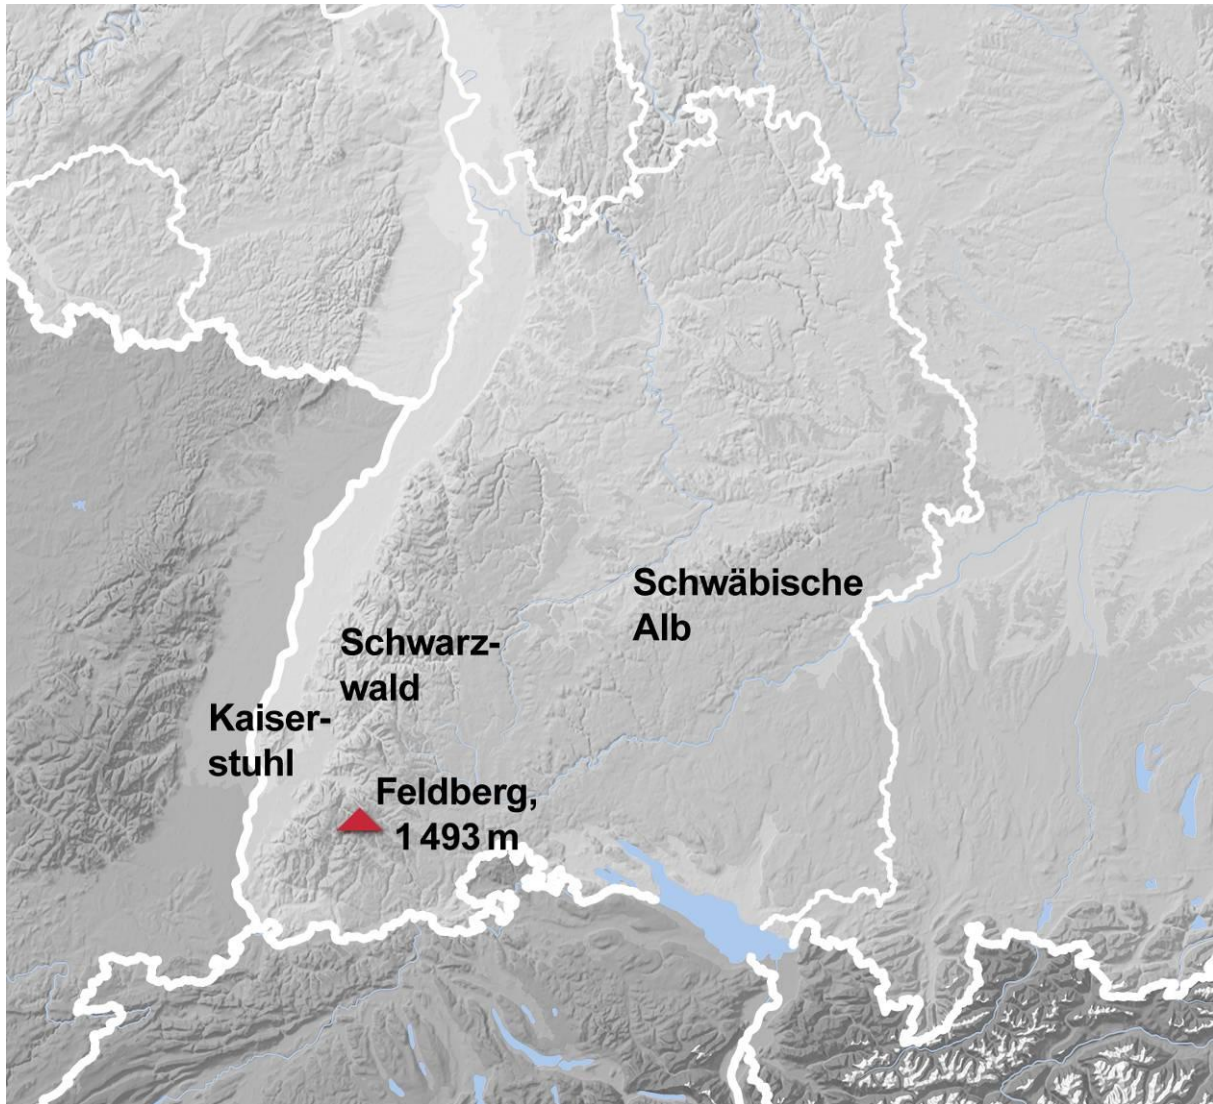 Schwäbische
Alb
Schwarz-
wald
Kaiser-
stuhl
Feldberg,
1 493 m